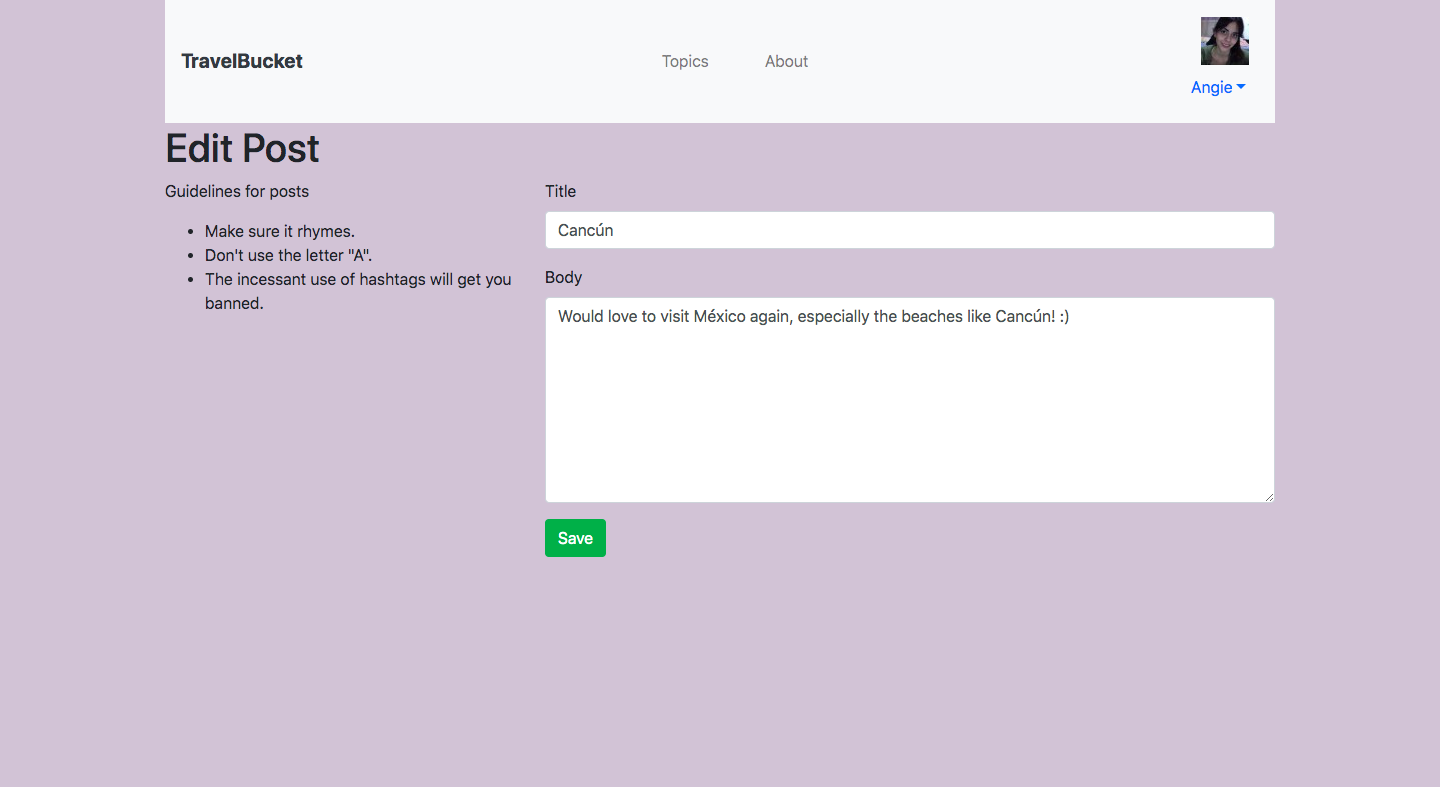 TravelBucket
Topics
About
Angie
Edit Post
Guidelines for posts
Make sure it rhymes.
Don't use the letter "A".
The incessant use of hashtags will get you
banned.
Title
Cancún
Body
Would love to visit México again, especially the beaches like Cancún! :)
Save